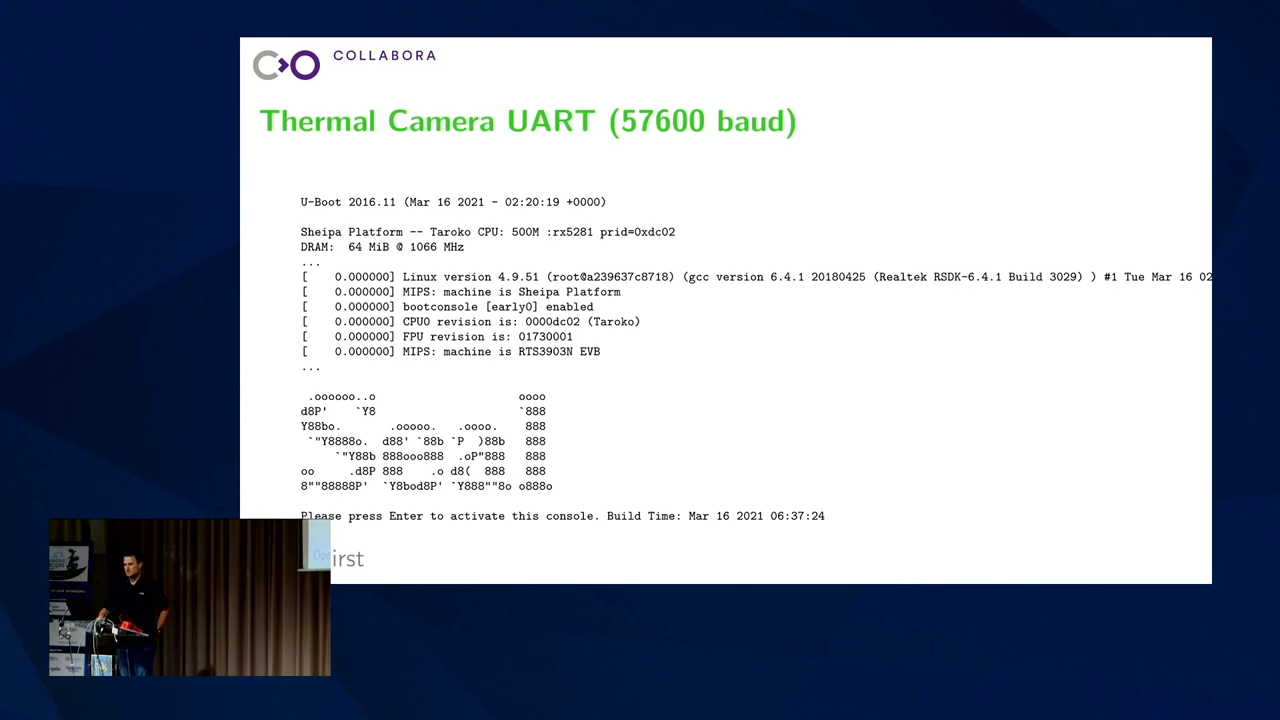 COLLABORA
Thermal Camera UART (57600 baud)
U-Boot 2016.11 (Mar 16 2021 - 02:20:19 +0000)
Sheipa Platform -- Taroko CPU: 500M :rx5281 prid=0xdc02
DRAM:  64 MiB @ 1066 MHz
...
[    0.000000] Linux version 4.9.51 (root@a239637c8718) (gcc version 6.4.1 20180425 (Realtek RSDK-6.4.1 Build 3029) ) #1 Tue Mar 16 02
[    0.000000] MIPS: machine is Sheipa Platform
[    0.000000] bootconsole [early0] enabled
[    0.000000] CPU0 revision is: 0000dc02 (Taroko)
[    0.000000] FPU revision is: 01730001
[    0.000000] MIPS: machine is RTS3903N EVB
...
 .oooooo..o                   oooo
d8P'    `Y8                   `888
Y88bo.       .ooooo.  .oooo.   888
 `"Y8888o.  d88' `88b `P  )88b   888
     `"Y88b 888ooo888  .oP"888   888
oo     .d8P 888    .o d8(  888   888
8""88888P'  `Y8bod8P' `Y888""8o o888o
Please press Enter to activate this console. Build Time: Mar 16 2021 06:37:24
irst